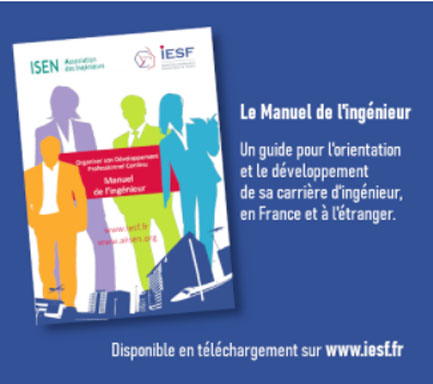 ISEN Association
des Ingénieurs
iESF
Organiser son Développement
Professionnel Continu
Manuel
de l'ingénieur
www.iesf.fr
www.aiisen.org
Le Manuel de l'ingénieur
Un guide pour l'orientation
et le développement
de sa carrière d'ingénieur,
en France et à l'étranger.
Disponible en téléchargement sur www.iesf.fr